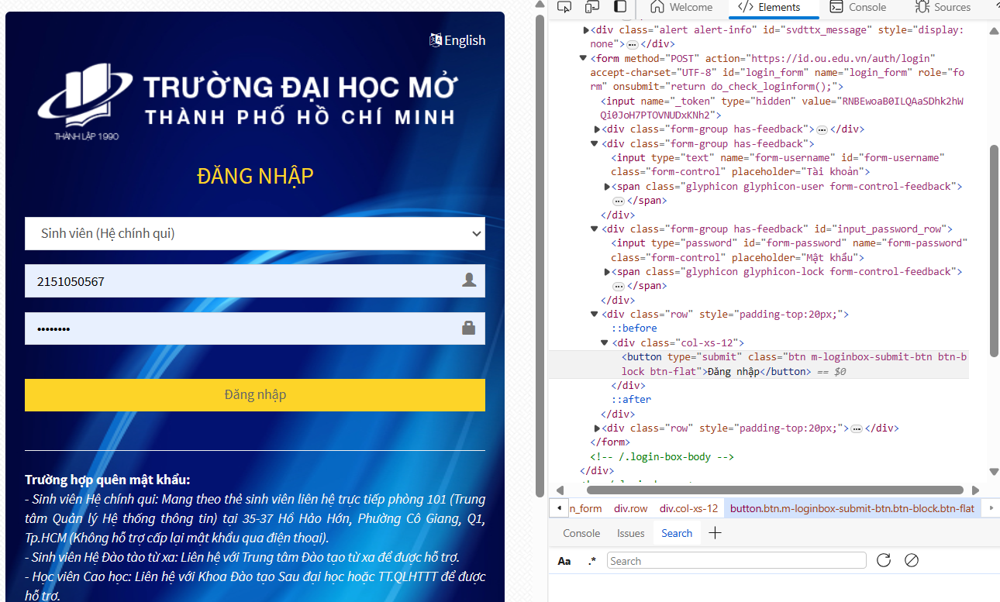 English
TRƯỜNG ĐẠI HỌC MỞ
THÀNH PHỐ HỒ CHÍ MINH
THÀNH LẬP 1990
ĐĂNG NHẬP
Sinh viên (Hệ chính qui)
2151050567
••••••••
Đăng nhập
Trường hợp quên mật khẩu:
- Sinh viên Hệ chính qui: Mang theo thẻ sinh viên liên hệ trực tiếp phòng 101 (Trung
tâm Quản lý Hệ thống thông tin) tại 35-37 Hồ Hảo Hớn, Phường Cô Giang, Q1,
Tp.HCM (Không hỗ trợ cấp lại mật khẩu qua điện thoại).
- Sinh viên Hệ Đào tào từ xa: Liên hệ với Trung tâm Đào tạo từ xa để được hỗ trợ.
- Học viên Cao học: Liên hệ với Khoa Đào tạo Sau đại học hoặc TT.QLHTTT để được
hỗ trợ.
Welcome
</> Elements
Console
Sources
<div class="alert alert-info" id="svdttx_message" style="display:
none"> ... </div>
<form method="POST" action="https://id.ou.edu.vn/auth/login"
accept-charset="UTF-8" id="login_form" name="login_form" role="fo
rm" onsubmit="return do_check_loginform();">
<input name="_token" type="hidden" value="RNBEwoaB0ILQAaSDhk2hW
Qi0JoH7PTOVNUDxKNh2">
<div class="form-group has-feedback"> ... </div>
<div class="form-group has-feedback">
<input type="text" name="form-username" id="form-username"
class="form-control" placeholder="Tài khoản">
<span class="glyphicon glyphicon-user form-control-feedback">
... </span>
</div>
<div class="form-group has-feedback" id="input_password_row">
<input type="password" id="form-password" name="form-password"
class="form-control" placeholder="Mật khẩu">
<span class="glyphicon glyphicon-lock form-control-feedback">
... </span>
</div>
<div class="row" style="padding-top:20px;">
::before
<div class="col-xs-12">
<button type="submit" class="btn m-loginbox-submit-btn btn-b
lock btn-flat">Đăng nhập</button> == $0
</div>
::after
</div>
<div class="row" style="padding-top:20px;"> ... </div>
</form>
<!-- /.login-box-body -->
</div>
n_form div.row div.col-xs-12 button.btn.m-loginbox-submit-btn.btn-block.btn-flat
Console Issues Search +
Aa .* Search